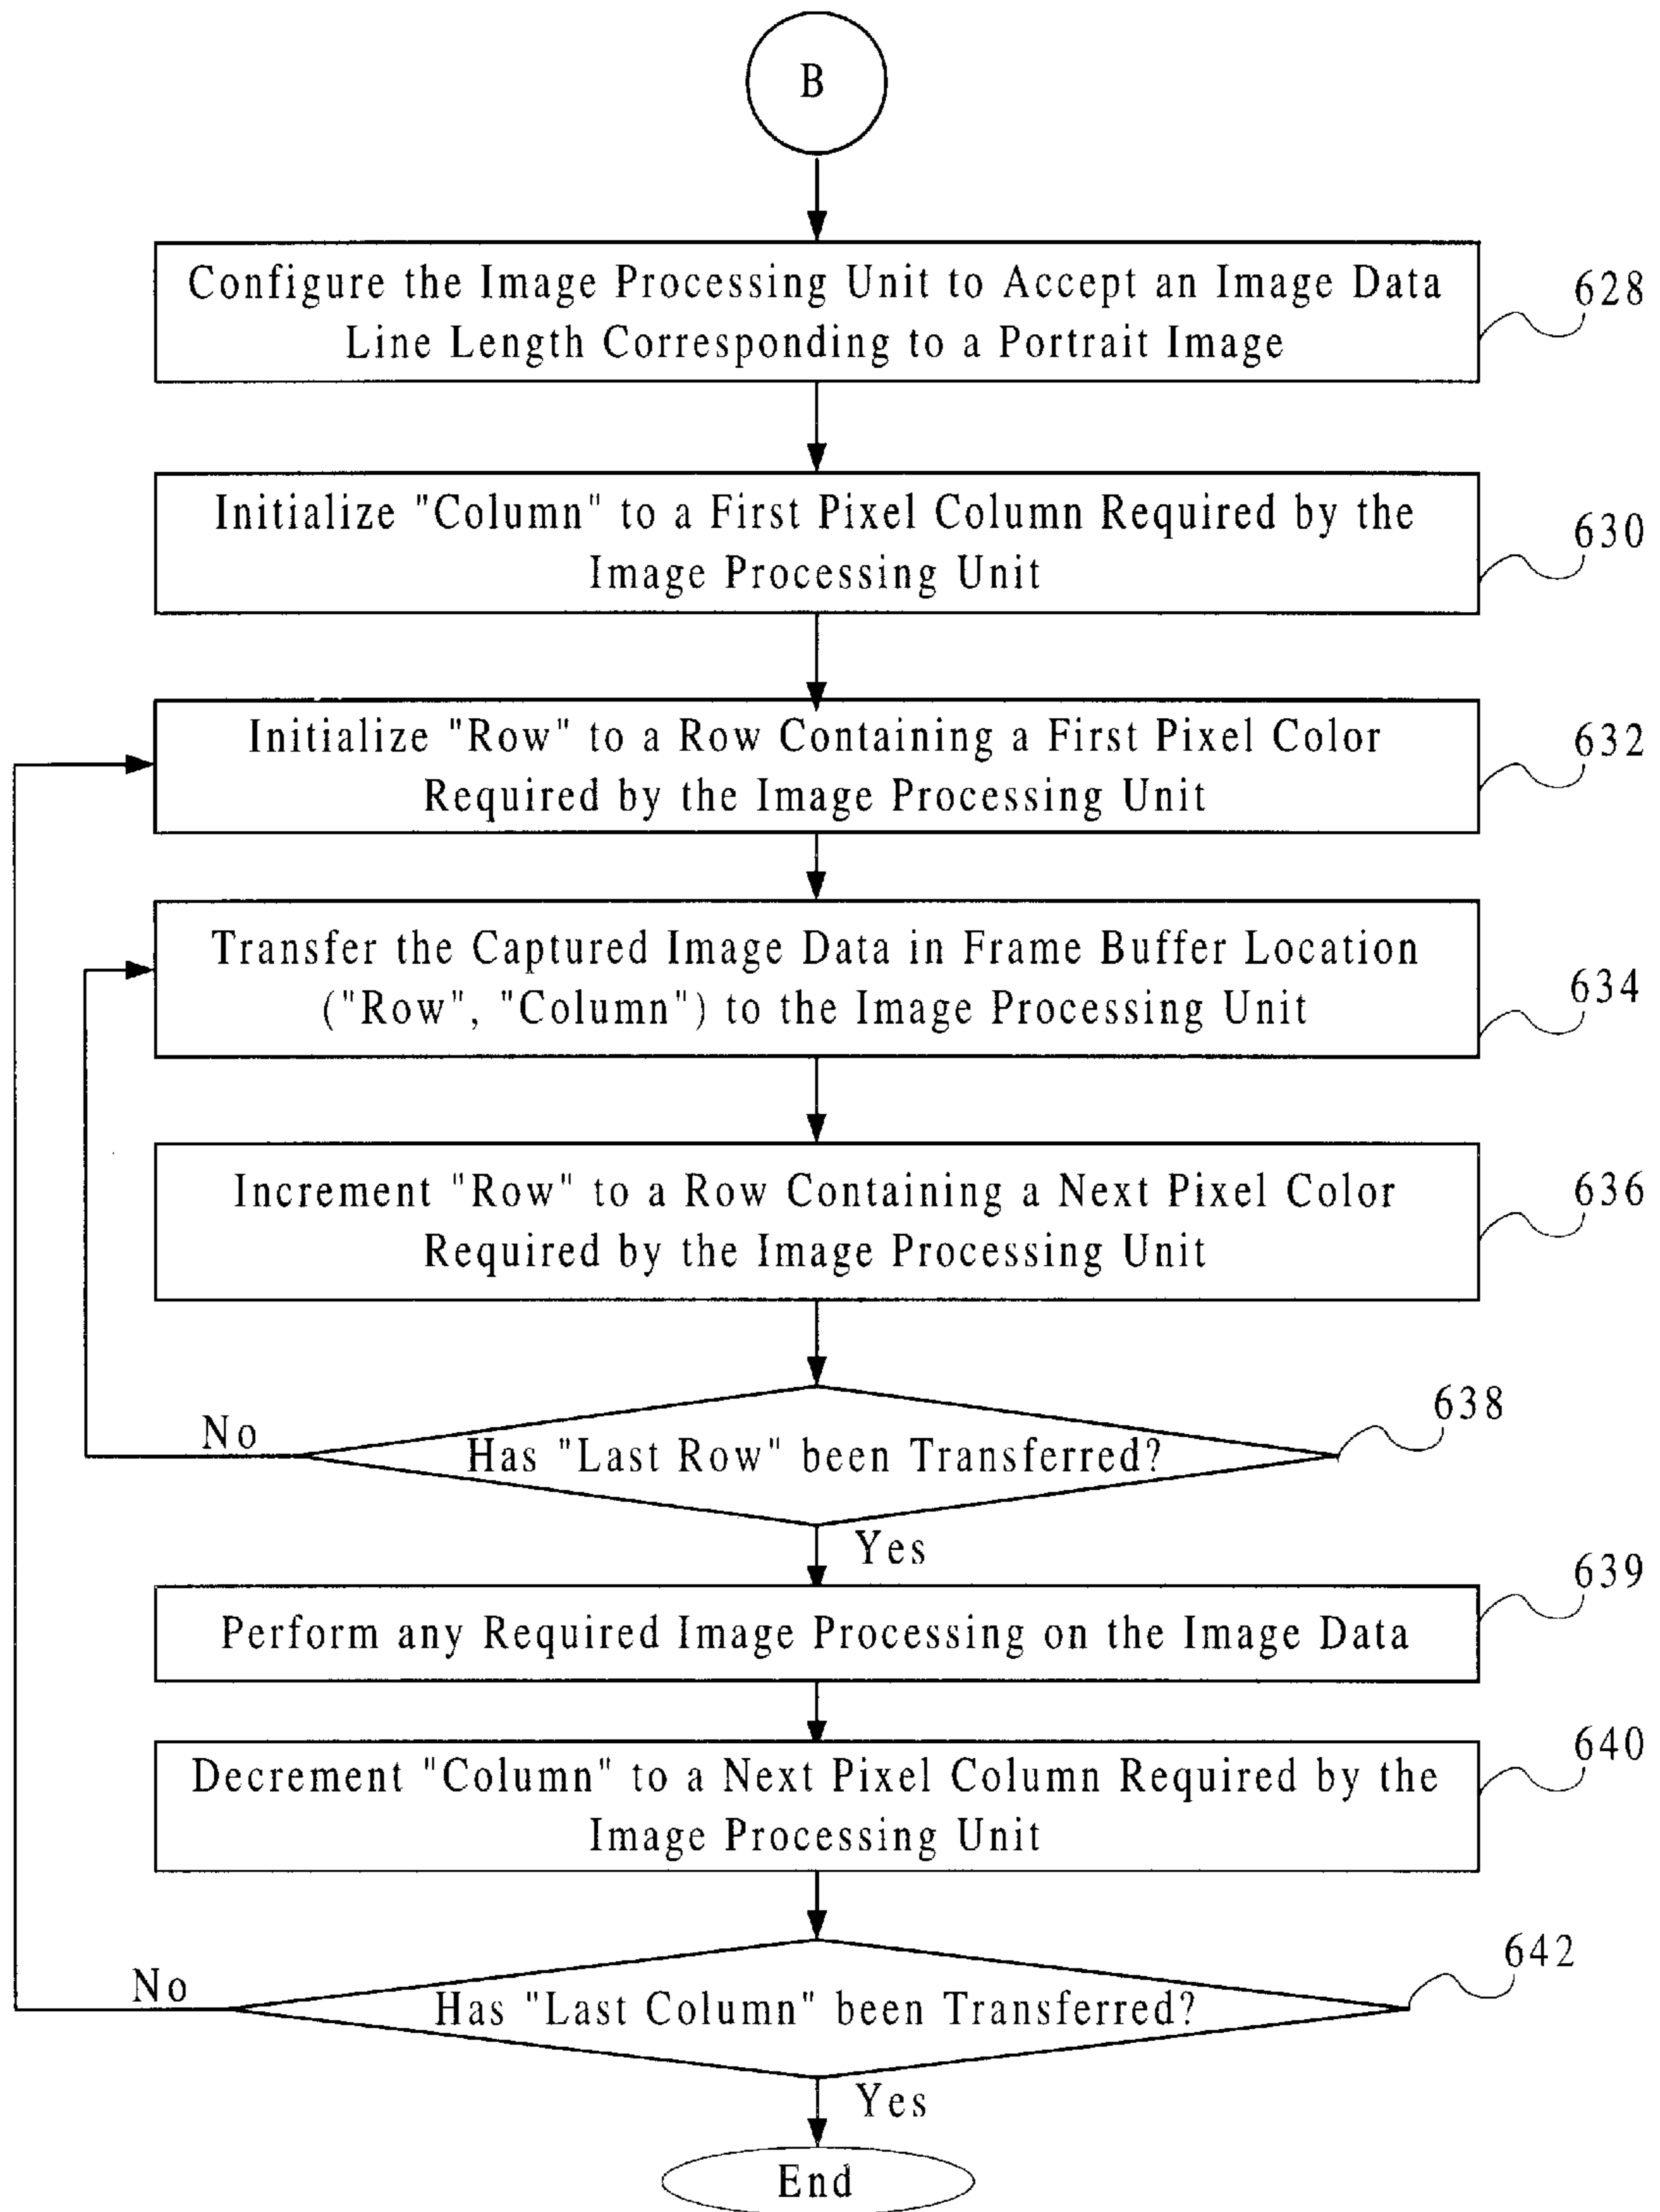 B
Configure the Image Processing Unit to Accept an Image Data
Line Length Corresponding to a Portrait Image
628
Initialize "Column" to a First Pixel Column Required by the
Image Processing Unit
630
Initialize "Row" to a Row Containing a First Pixel Color
Required by the Image Processing Unit
632
Transfer the Captured Image Data in Frame Buffer Location
("Row", "Column") to the Image Processing Unit
634
Increment "Row" to a Row Containing a Next Pixel Color
Required by the Image Processing Unit
636
638
No
Has "Last Row" been Transferred?
Yes
639
Perform any Required Image Processing on the Image Data
640
Decrement "Column" to a Next Pixel Column Required by the
Image Processing Unit
642
No
Has "Last Column" been Transferred?
Yes
End